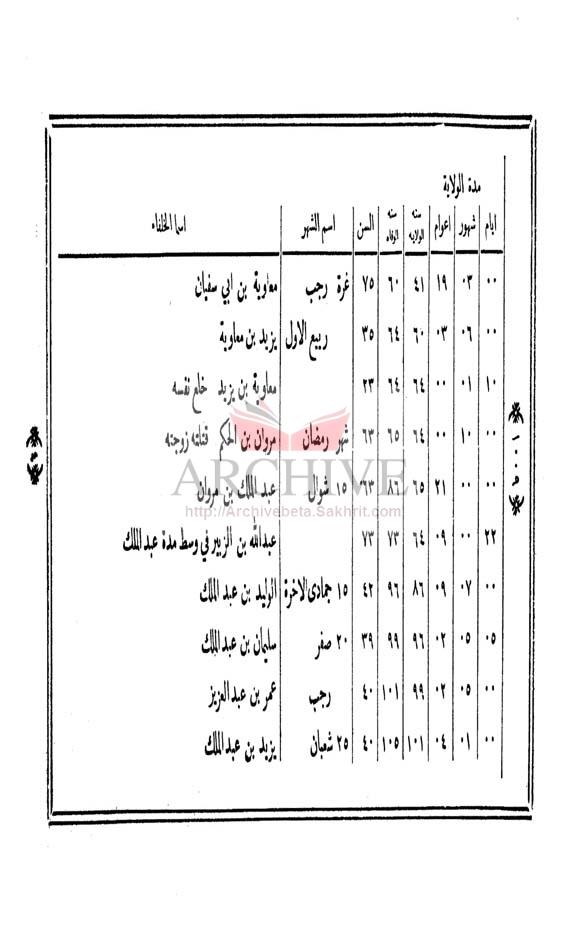 مدة الولاية
اسما الخلفاء اسم الشهر السن سنه الوفاه سنه الولايه اعوام شهور ايام
معاوية بن ابي سفيان غرة رجب ٧٥ ٦٠ ٤١ ١٩ ٠٣ ٠٠
يزيد بن معاوية ربيع الاول ٣٥ ٦٤ ٦٠ ٠٣ ٠٦ ٠٠
معاوية بن يزيد خلع نفسه ٢٣ ٦٤ ٦٤ ٠٠ ٠١ ١٠
مروان بن الحكم قتلته زوجته شهر رمضان ٦٣ ٦٥ ٦٤ ٠٠ ١٠ ٠٠
عبد الملك بن مروان ١٥ شوال ٦٣ ٨٦ ٦٥ ٢١ ٠٠ ٠٠
عبدالله بن الزبير في وسط مدة عبد الملك ٧٣ ٧٣ ٦٤ ٠٩ ٠٠ ٢٢
الوليد بن عبد الملك ١٥ جمادى الاخرة ٤٢ ٩٦ ٨٦ ٠٩ ٠٧ ٠٠
سليمان بن عبد الملك ٢٠ صفر ٣٩ ٩٩ ٩٦ ٠٢ ٠٥ ٠٥
عمر بن عبد العزيز رجب ٤٠ ١٠١ ٩٩ ٠٢ ٠٥ ٠٠
يزيد بن عبد الملك ٢٥ شعبان ٤٠ ١٠٥ ١٠١ ٠٤ ٠١ ٠٠
ARCHIVE
http://Archivebeta.Sakhrit.com